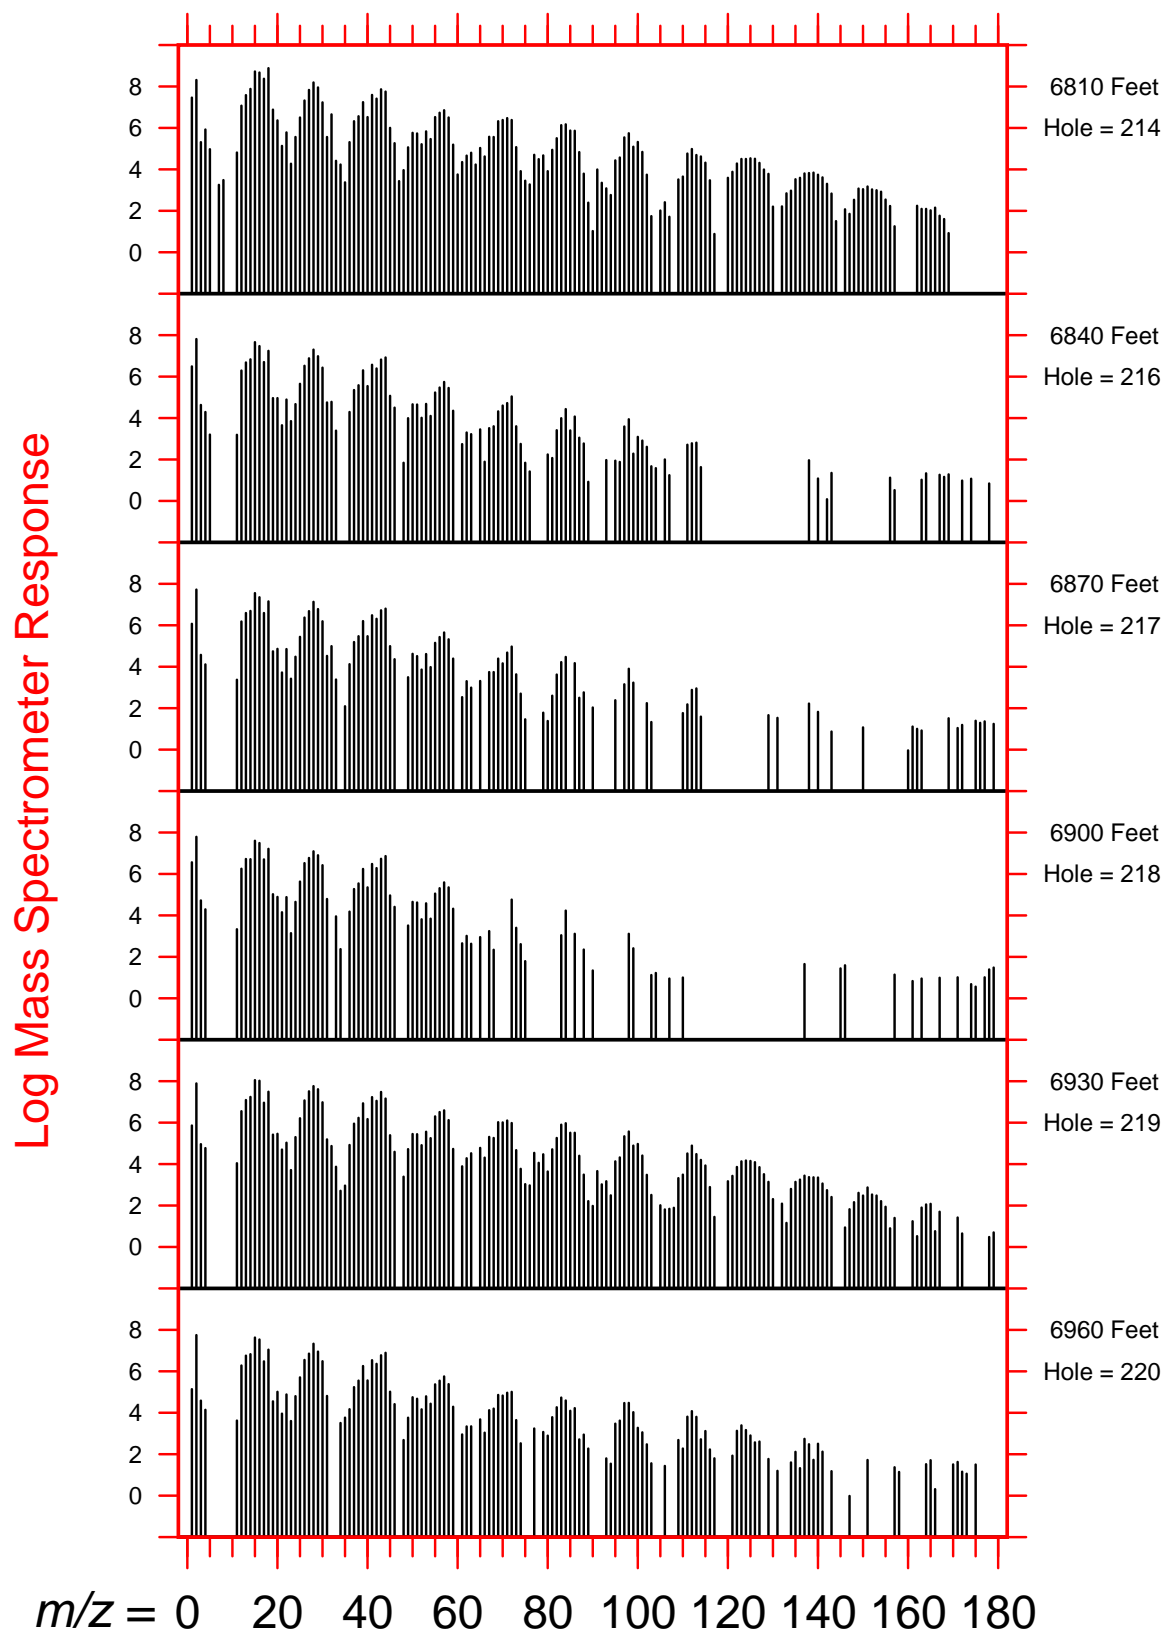 8
6
4
2
0
6810 Feet
Hole = 214
8
6
4
2
0
6840 Feet
Hole = 216
8
6
4
2
0
6870 Feet
Hole = 217
8
6
4
2
0
6900 Feet
Hole = 218
8
6
4
2
0
6930 Feet
Hole = 219
8
6
4
2
0
6960 Feet
Hole = 220
Log Mass Spectrometer Response
m/z = 0 20 40 60 80 100 120 140 160 180